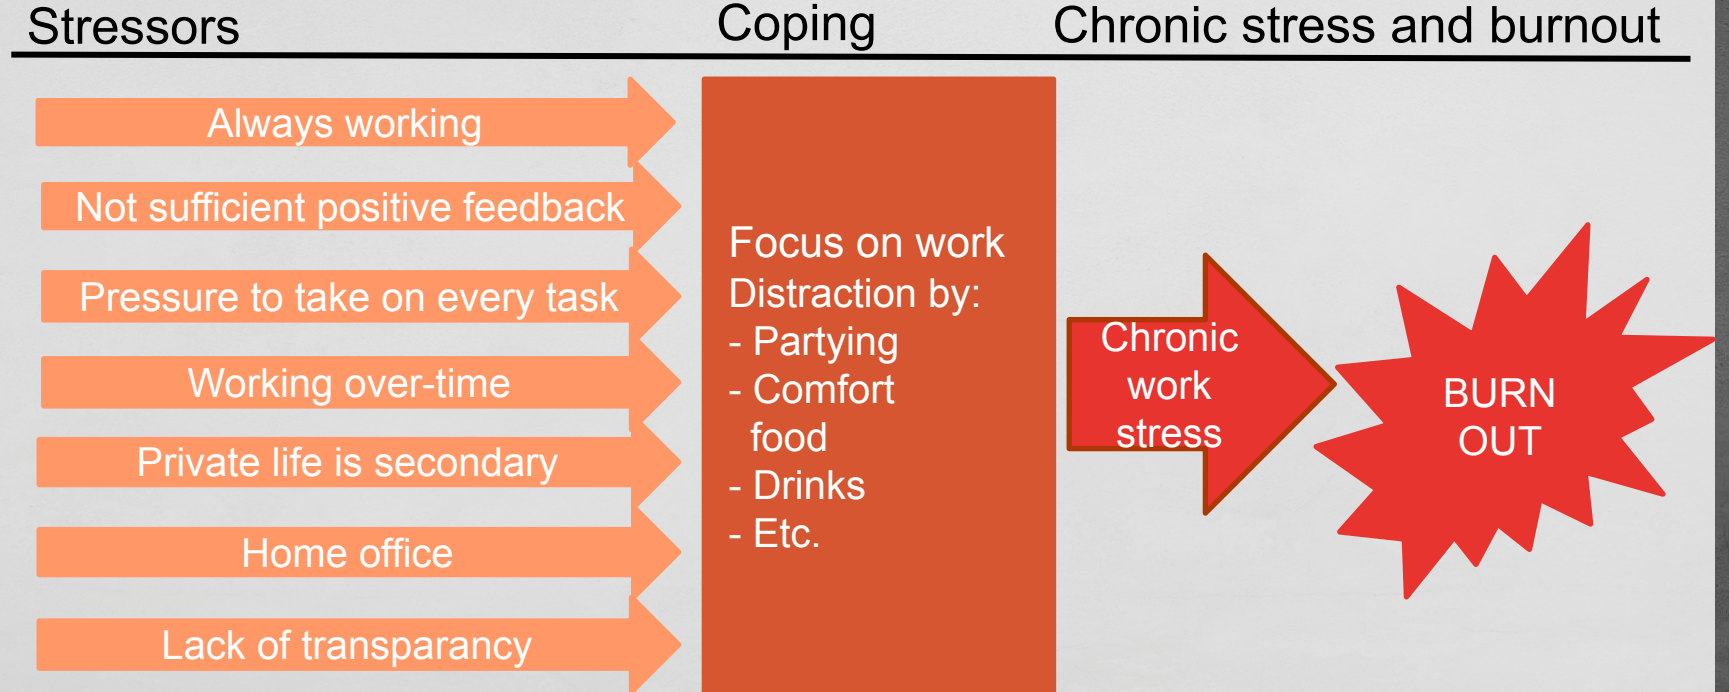 Stressors
Coping
Chronic stress and burnout
Always working
Not sufficient positive feedback
Pressure to take on every task
Working over-time
Private life is secondary
Home office
Lack of transparancy
Focus on work
Distraction by:
- Partying
- Comfort
food
- Drinks
- Etc.
Chronic
work
stress
BURN
OUT